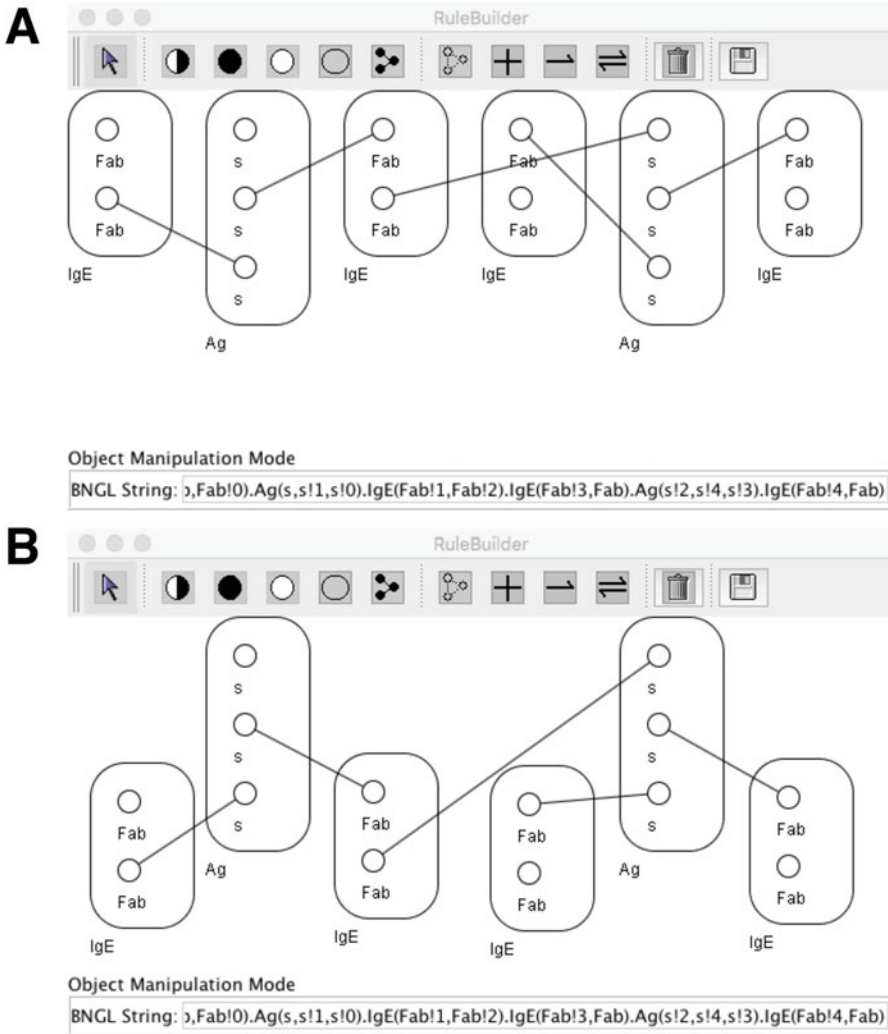 A
RuleBuilder
Fab s Fab Fab s Fab
Fab s Fab Fab s Fab
IgE s IgE IgE s IgE
Ag Ag
Object Manipulation Mode
BNGL String: ,Fab!0).Ag(s,s!1,s!0).IgE(Fab!1,Fab!2).IgE(Fab!3,Fab).Ag(s!2,s!4,s!3).IgE(Fab!4,Fab)
B
RuleBuilder
s s
s s
Fab s Fab Fab s Fab
Fab Ag Fab Fab Ag Fab
IgE IgE IgE IgE
Object Manipulation Mode
BNGL String: ,Fab!0).Ag(s,s!1,s!0).IgE(Fab!1,Fab!2).IgE(Fab!3,Fab).Ag(s!2,s!4,s!3).IgE(Fab!4,Fab)